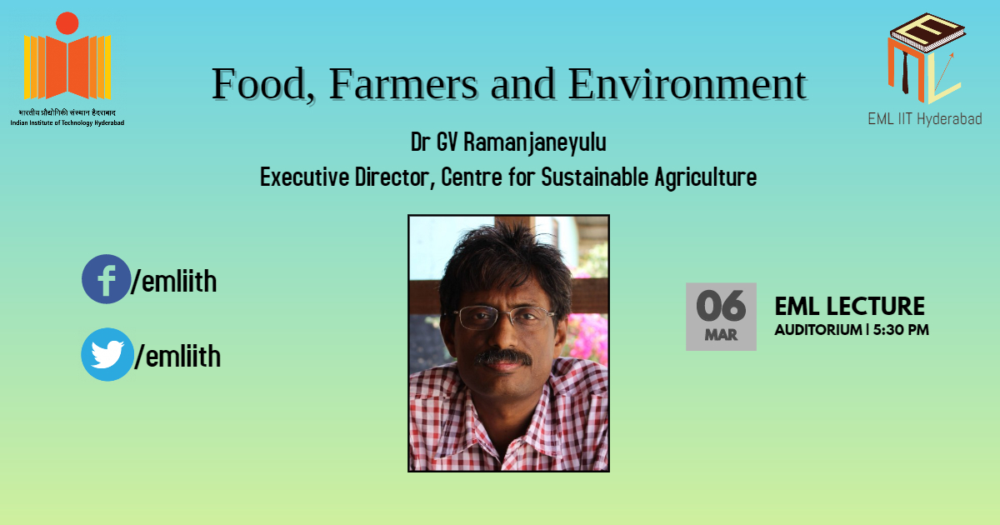 भारतीय प्रौद्योगिकी संस्थान हैदराबाद
Indian Institute of Technology Hyderabad
EML IIT Hyderabad
Food, Farmers and Environment
Dr GV Ramanjaneyulu
Executive Director, Centre for Sustainable Agriculture
/emliith
/emliith
06
MAR
EML LECTURE
AUDITORIUM | 5:30 PM